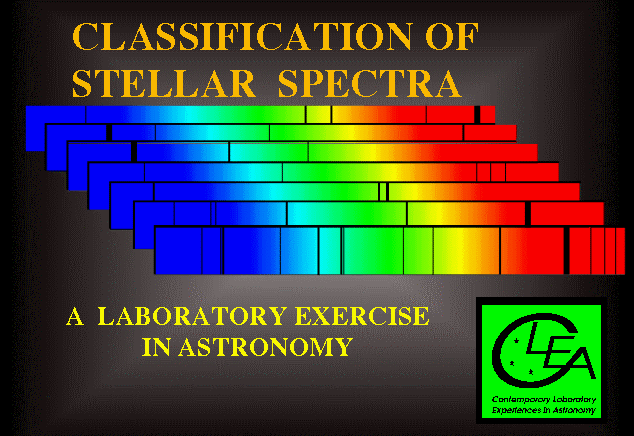 CLASSIFICATION OF
STELLAR SPECTRA
A LABORATORY EXERCISE
IN ASTRONOMY
CLEA
Contemporary Laboratory
Experiences in Astronomy